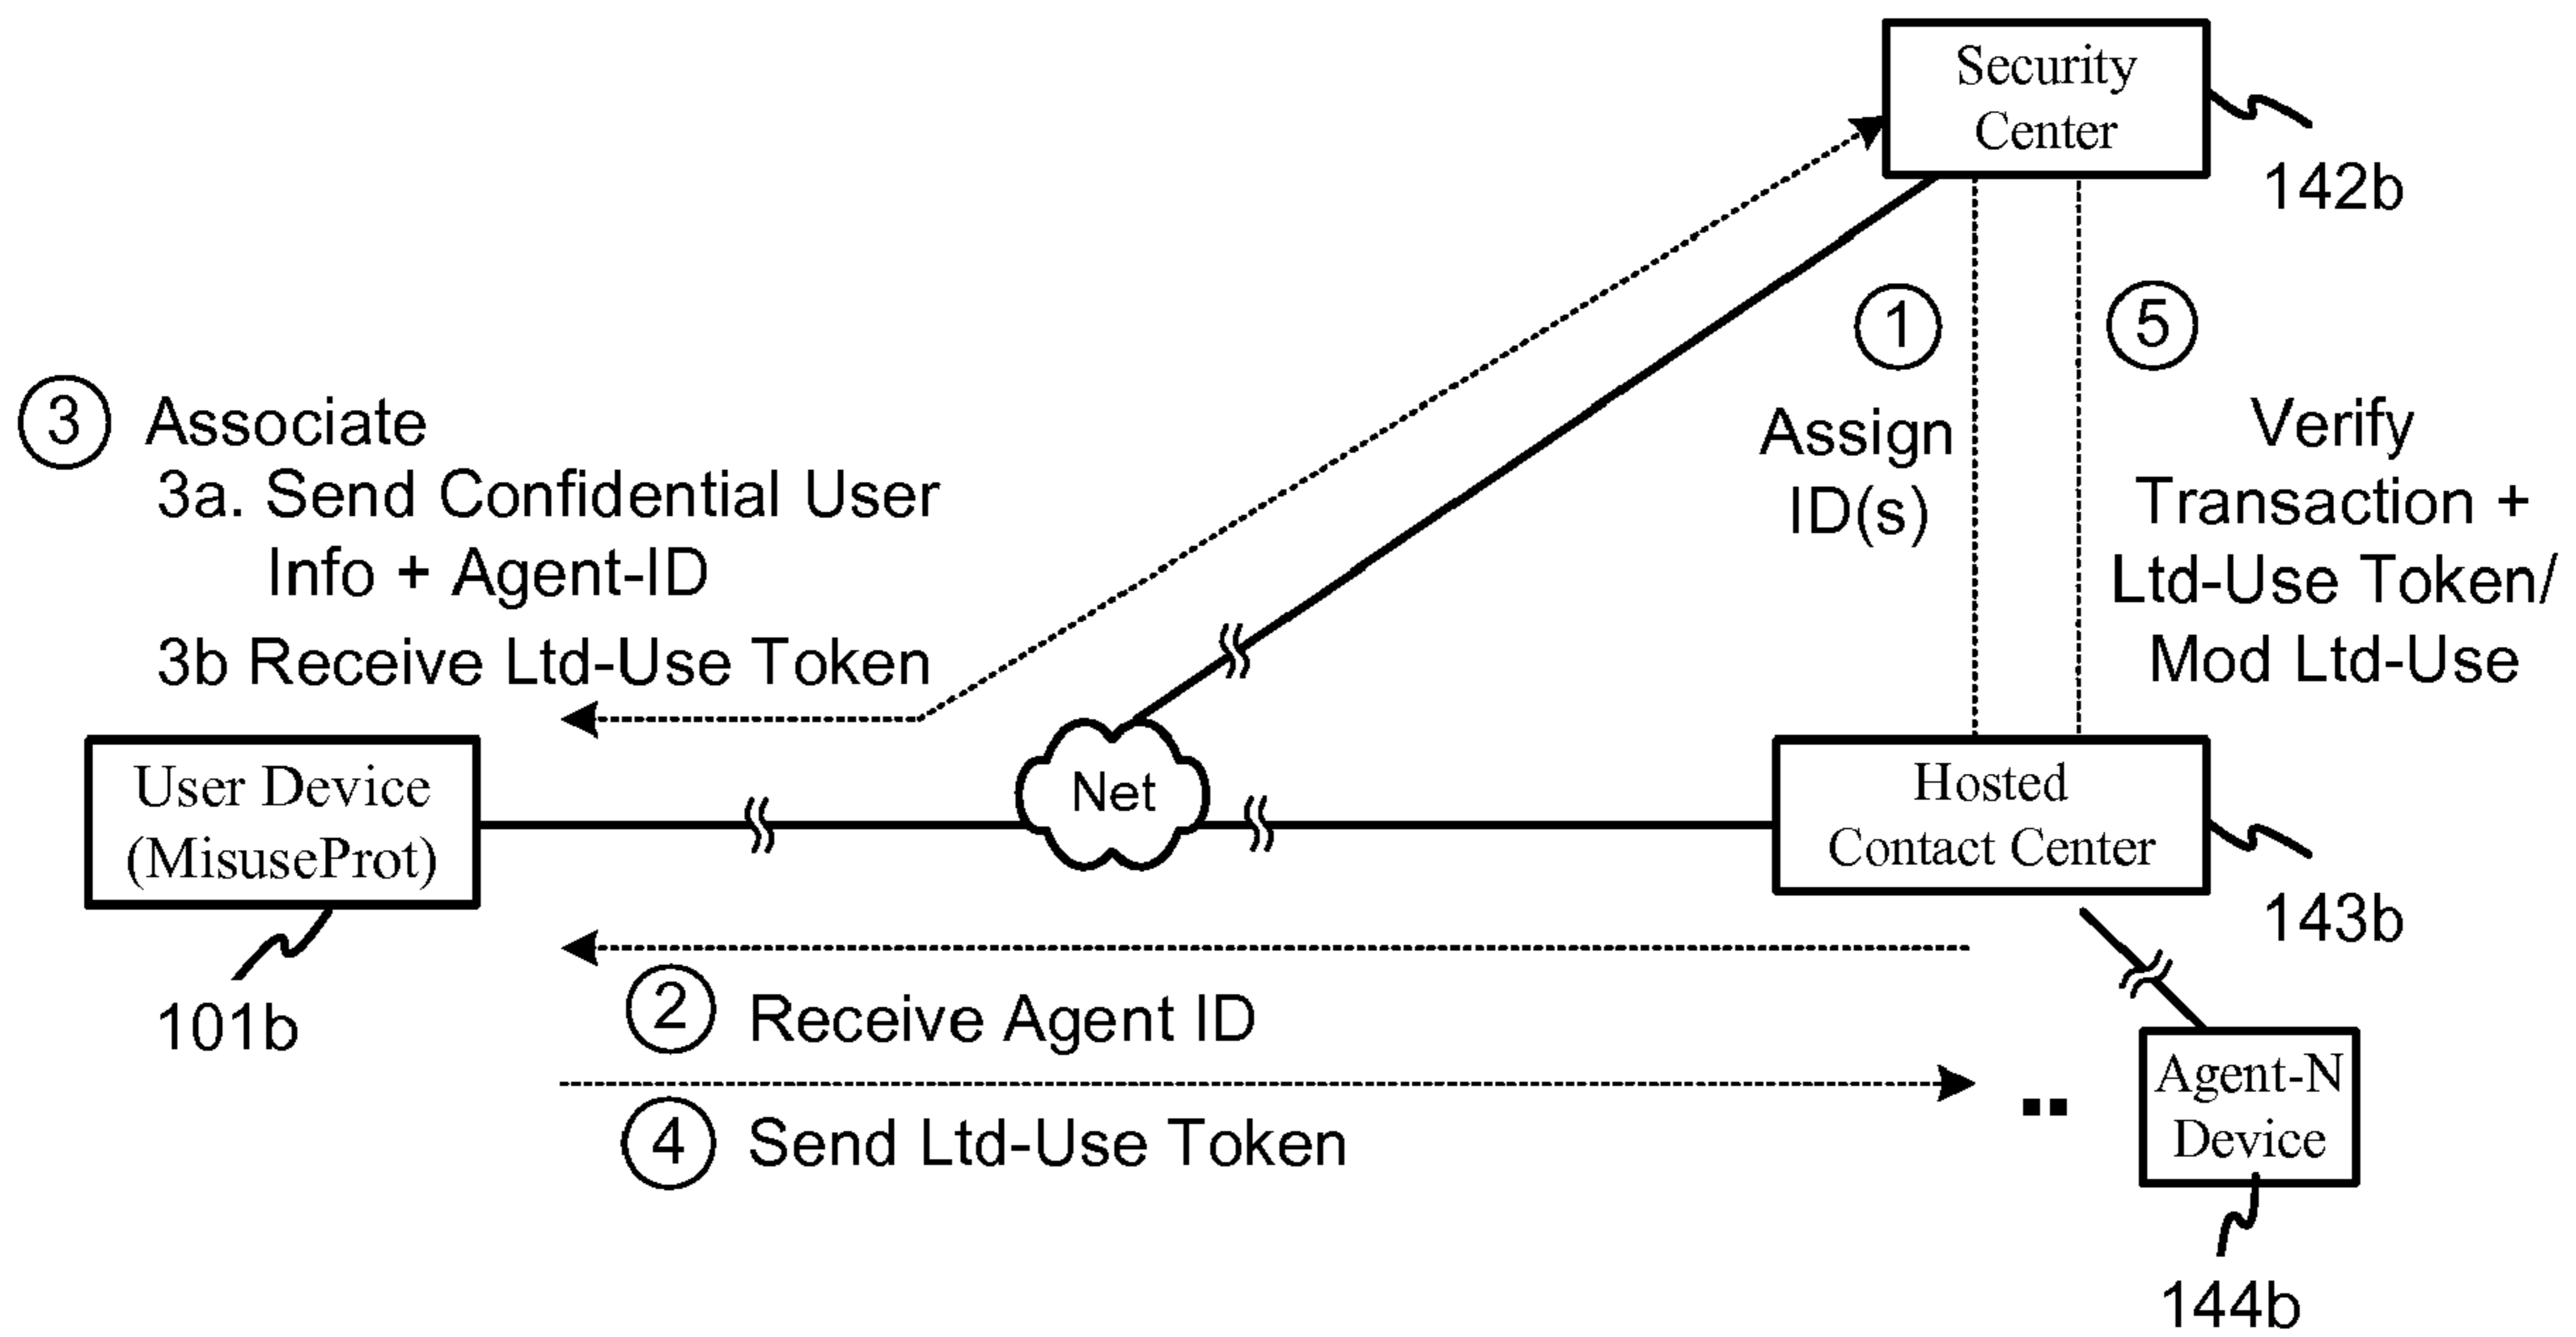 Security
Center
142b
1
5
Assign
ID(s)
Verify
Transaction +
Ltd-Use Token/
Mod Ltd-Use
3 Associate
3a. Send Confidential User
Info + Agent-ID
3b Receive Ltd-Use Token
User Device
(MisuseProt)
101b
Net
Hosted
Contact Center
143b
2 Receive Agent ID
4 Send Ltd-Use Token
Agent-N
Device
144b